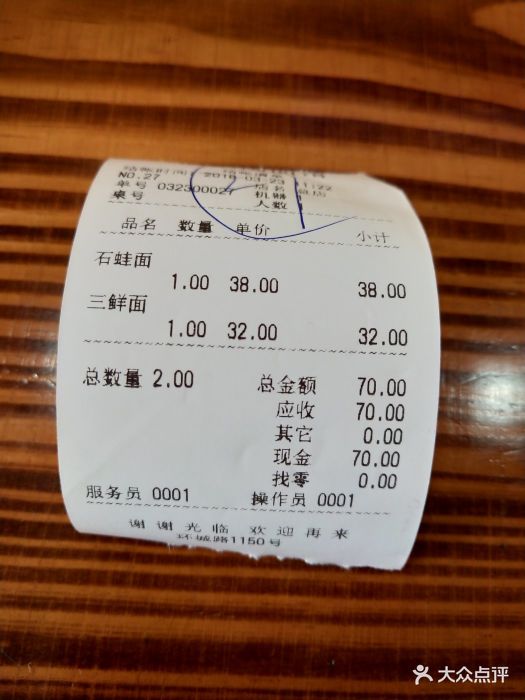 NO.27
单号 032300027
机器
桌号
人数
品名 数量 单价 小计
石蛙面
1.00 38.00 38.00
三鲜面
1.00 32.00 32.00
总数量 2.00 总金额 70.00
应收 70.00
其它 0.00
现金 70.00
找零 0.00
服务员 0001 操作员 0001
谢谢光临 欢迎再来
环城路1150号
大众点评